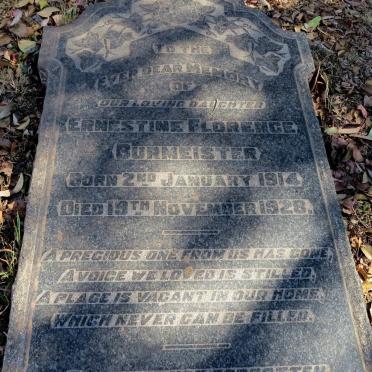 TO THE
EVER DEAR MEMORY
OF
OUR LOVING DAUGHTER
ERNESTINE FLORENCE
BUHMEISTER
BORN 2ND JANUARY 1914
DIED 19TH NOVEMBER 1928.
A PRECIOUS ONE FROM US HAS GONE,
A VOICE WE LOVED IS STILLED,
A PLACE IS VACANT IN OUR HOME,
WHICH NEVER CAN BE FILLED.